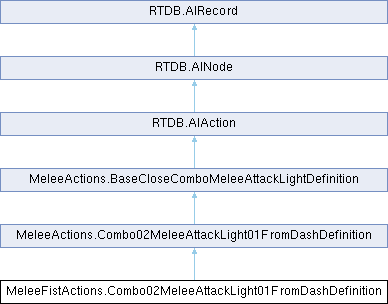 RTDB.AIRecord
RTDB.AINode
RTDB.AIAction
MeleeActions.BaseCloseComboMeleeAttackLightDefinition
MeleeActions.Combo02MeleeAttackLight01FromDashDefinition
MeleeFistActions.Combo02MeleeAttackLight01FromDashDefinition